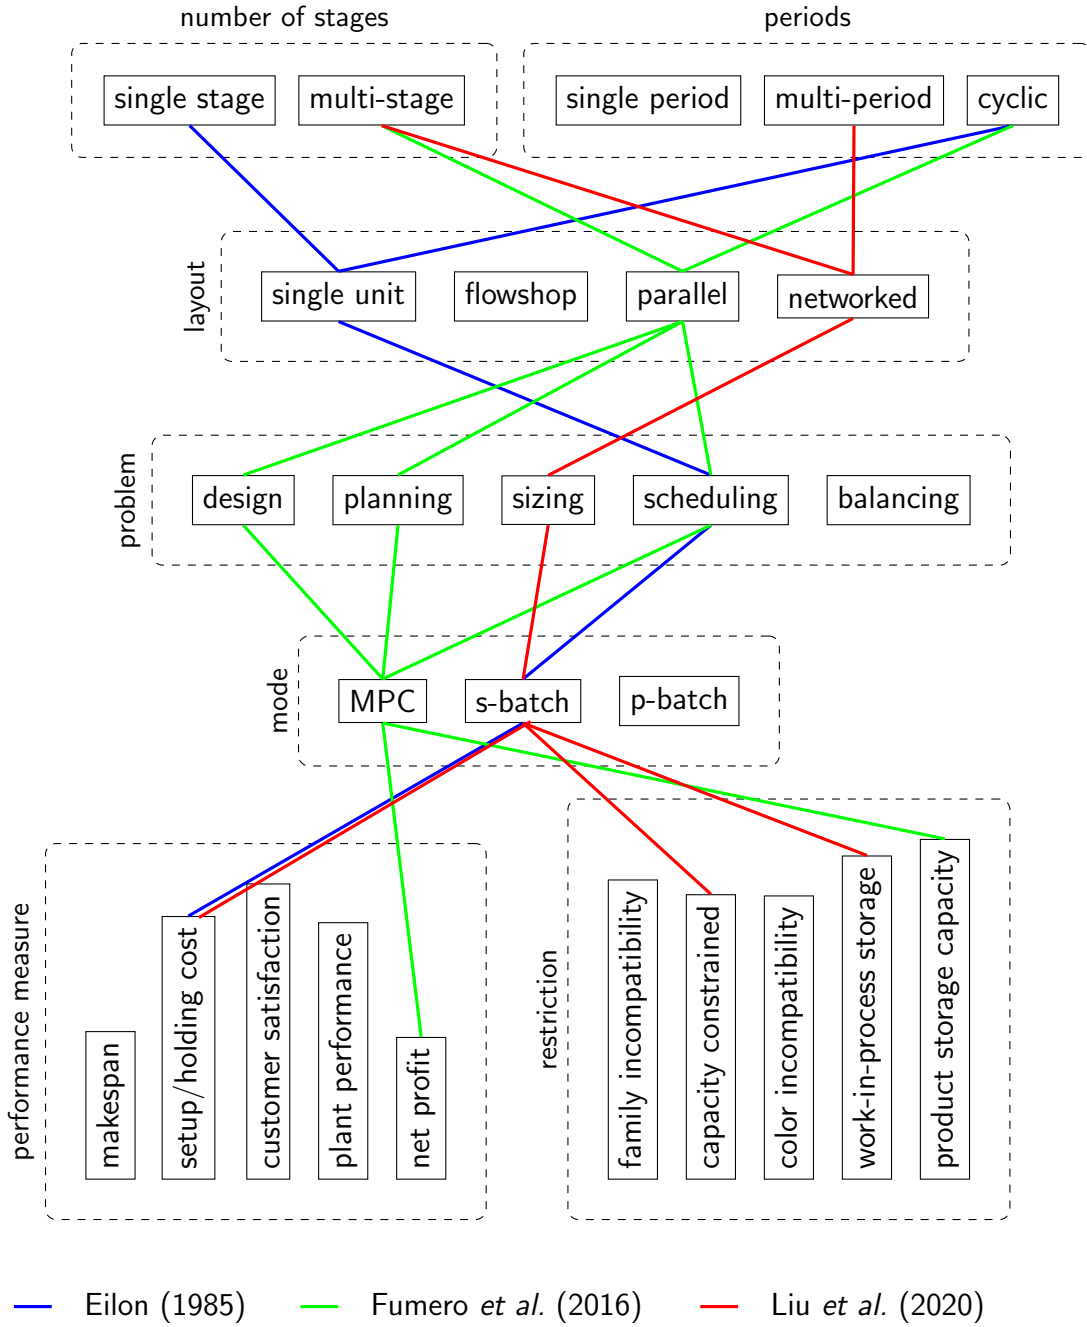 number of stages
periods
single stage
multi-stage
single period
multi-period
cyclic
layout
single unit
flowshop
parallel
networked
problem
design
planning
sizing
scheduling
balancing
mode
MPC
s-batch
p-batch
performance measure
makespan
setup/holding cost
customer satisfaction
plant performance
net profit
restriction
family incompatibility
capacity constrained
color incompatibility
work-in-process storage
product storage capacity
Eilon (1985)
Fumero et al. (2016)
Liu et al. (2020)